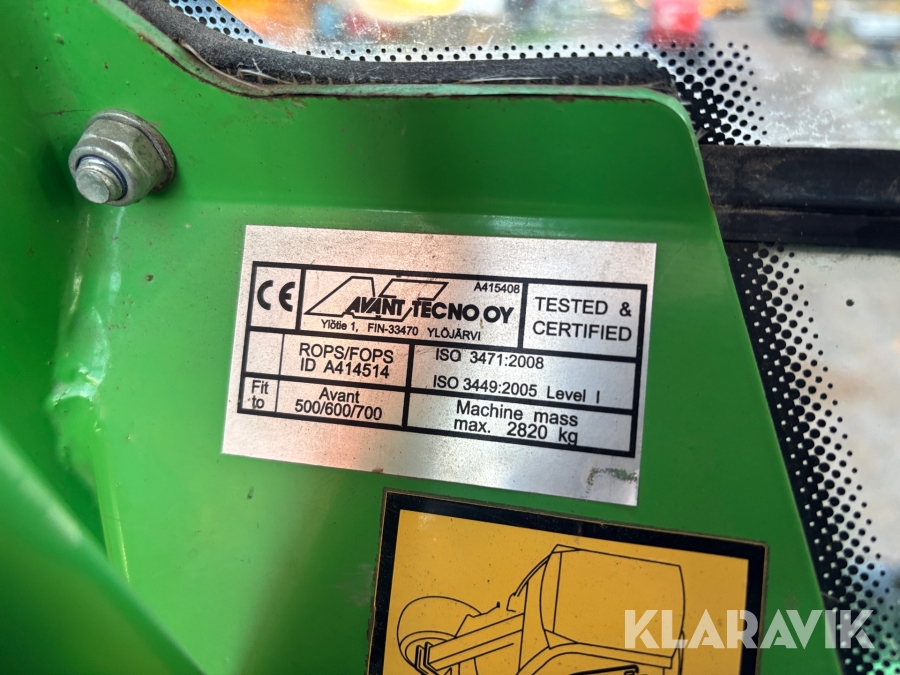 CE
A415408
AVANT TECNO OY
Ylötie 1, FIN-33470 YLÖJÄRVI
TESTED &
CERTIFIED
ROPS/FOPS
ID A414514
ISO 3471:2008
ISO 3449:2005 Level I
Fit
to
Avant
500/600/700
Machine mass
max. 2820 kg
KLARAVIK